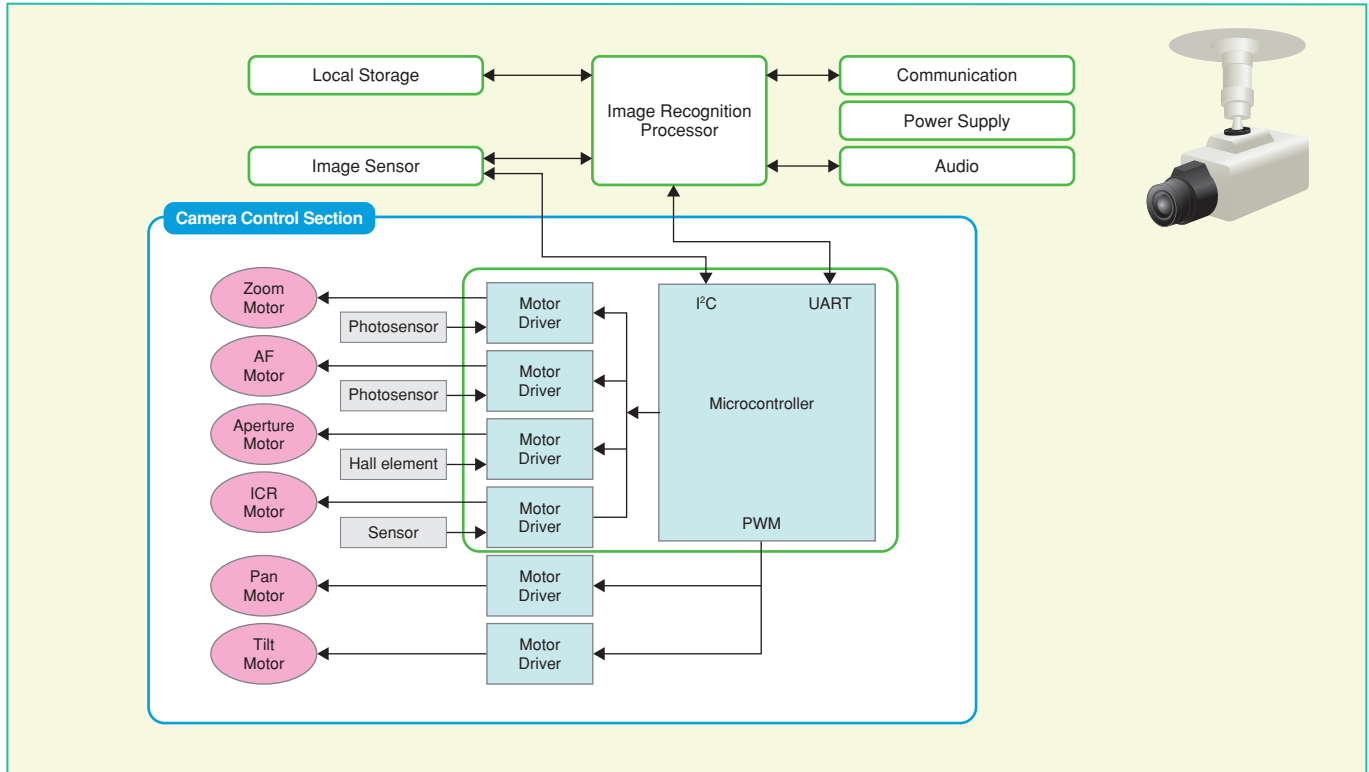 Local Storage
Image Recognition
Processor
Communication
Power Supply
Image Sensor
Audio
Camera Control Section
Zoom
Motor
Photosensor
Motor
Driver
I²C
UART
AF
Motor
Photosensor
Motor
Driver
Microcontroller
Aperture
Motor
Hall element
Motor
Driver
ICR
Motor
Sensor
Motor
Driver
PWM
Pan
Motor
Motor
Driver
Tilt
Motor
Motor
Driver